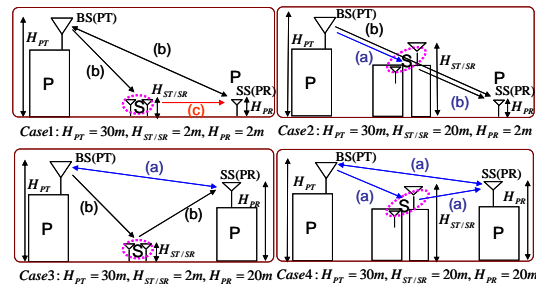 BS(PT)
H_PT
P
(b)
(b)
S
H_ST/SR
(c)
P
SS(PR)
H_PR
Case1: H_PT = 30m, H_ST/SR = 2m, H_PR = 2m
BS(PT)
H_PT
P
(b)
(a)
S
H_ST/SR
(b)
P
SS(PR)
H_PR
Case2: H_PT = 30m, H_ST/SR = 20m, H_PR = 2m
BS(PT)
H_PT
P
(a)
(b)
(b)
S
H_ST/SR
SS(PR)
H_PR
P
Case3: H_PT = 30m, H_ST/SR = 2m, H_PR = 20m
BS(PT)
H_PT
P
(a)
(a)
(a)
S
H_ST/SR
SS(PR)
H_PR
P
Case4: H_PT = 30m, H_ST/SR = 20m, H_PR = 20m